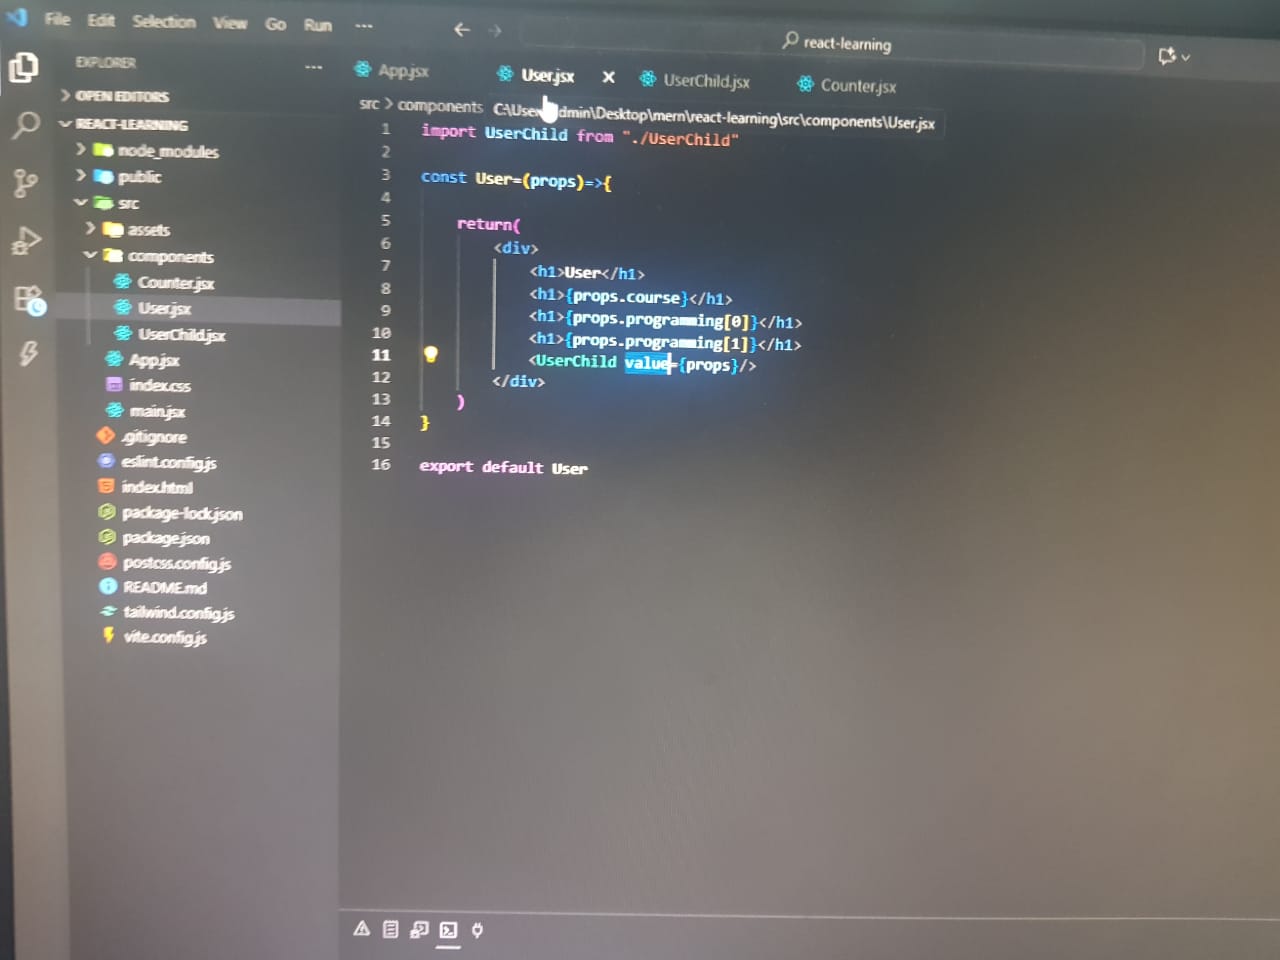 File Edit Selection View Go Run ...
react-learning
EXPLORER ...
OPEN EDITORS
REACT-LEARNING
node_modules
public
src
assets
components
Counter.jsx
User.jsx
UserChild.jsx
App.jsx
index.css
main.jsx
.gitignore
eslint.config.js
index.html
package-lock.json
package.json
postcss.config.js
README.md
tailwind.config.js
vite.config.js
App.jsx User.jsx UserChild.jsx Counter.jsx
src > components
C:\Users\Admin\Desktop\mern\react-learning\src\components\User.jsx
1 import UserChild from "./UserChild"
2
3 const User=(props)=>{
4
5 return(
6 <div>
7 <h1>User</h1>
8 <h1>{props.course}</h1>
9 <h1>{props.programming[0]}</h1>
10 <h1>{props.programming[1]}</h1>
11 <UserChild value={props}/>
12 </div>
13 )
14 }
15
16 export default User